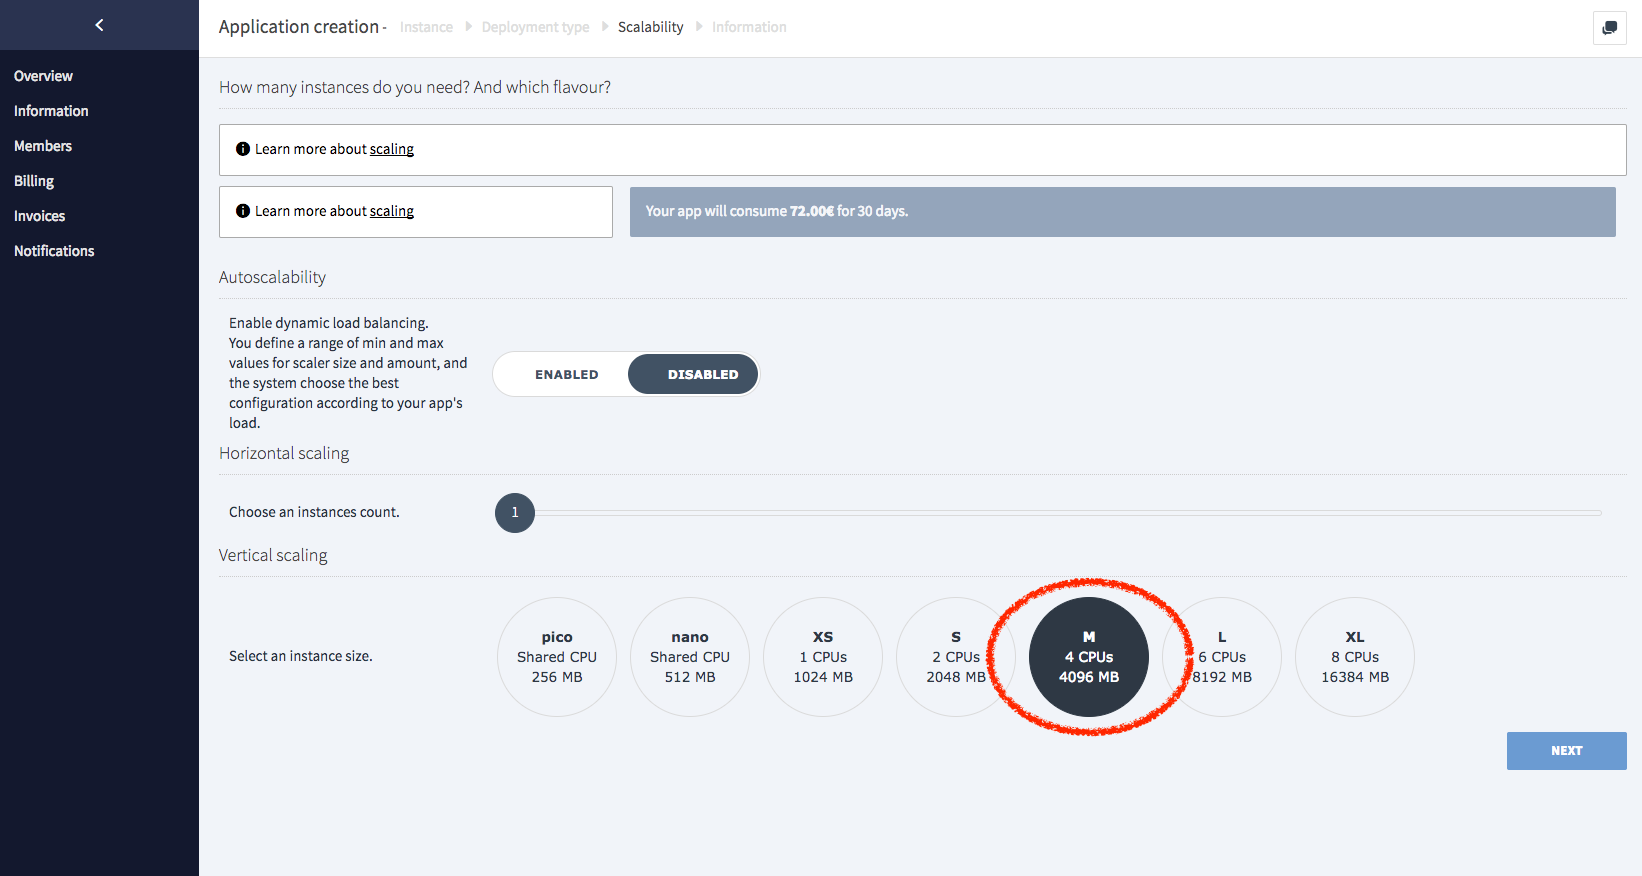 Application creation - Instance Deployment type Scalability Information
Overview
Information
Members
Billing
Invoices
Notifications
How many instances do you need? And which flavour?
Learn more about scaling
Learn more about scaling
Your app will consume 72.00€ for 30 days.
Autoscalability
Enable dynamic load balancing.
You define a range of min and max
values for scaler size and amount, and
the system choose the best
configuration according to your app's
load.
ENABLED DISABLED
Horizontal scaling
Choose an instances count.
1
Vertical scaling
Select an instance size.
pico
Shared CPU
256 MB
nano
Shared CPU
512 MB
XS
1 CPUs
1024 MB
S
2 CPUs
2048 MB
M
4 CPUs
4096 MB
L
6 CPUs
8192 MB
XL
8 CPUs
16384 MB
NEXT